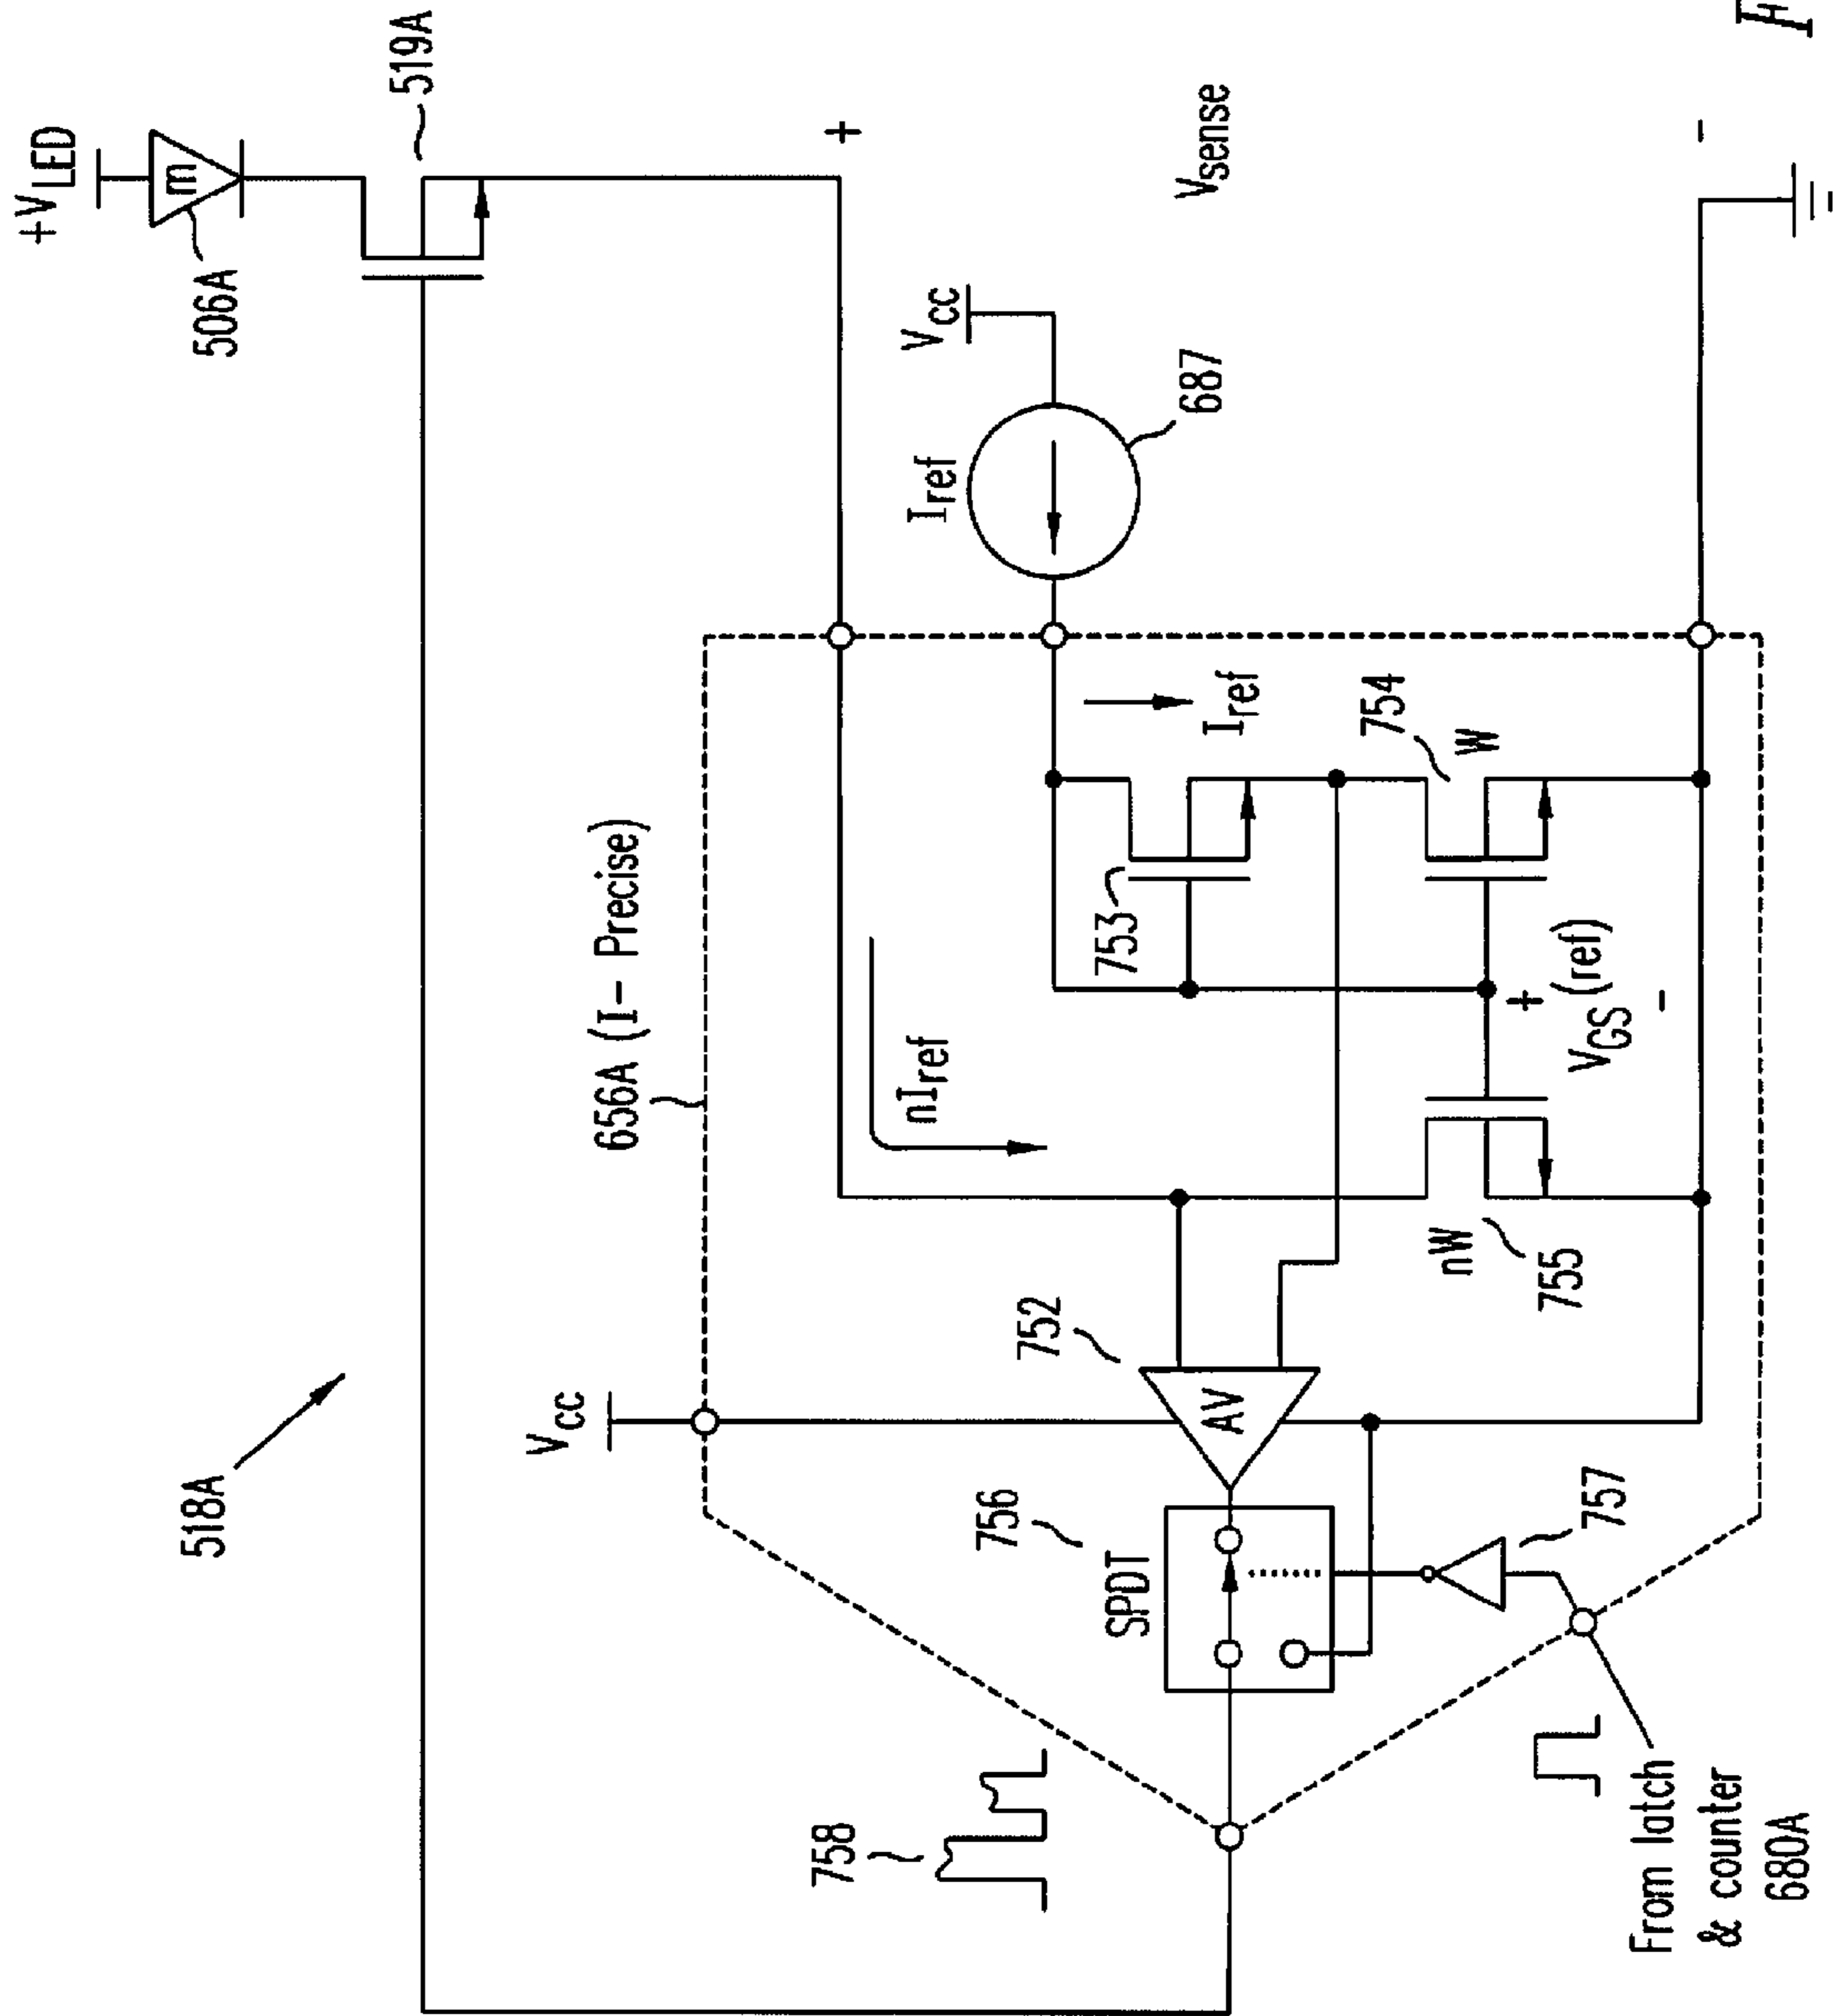 +V LED
519A
m
506A
+
Vsense
-
Vcc
Iref
687
656A (I- Precise)
Iref
754
W
753
nIref
+
VGS (ref)
-
nW
755
518A
Vcc
752
AV
756
SPDT
757
758
From latch
& counter
680A